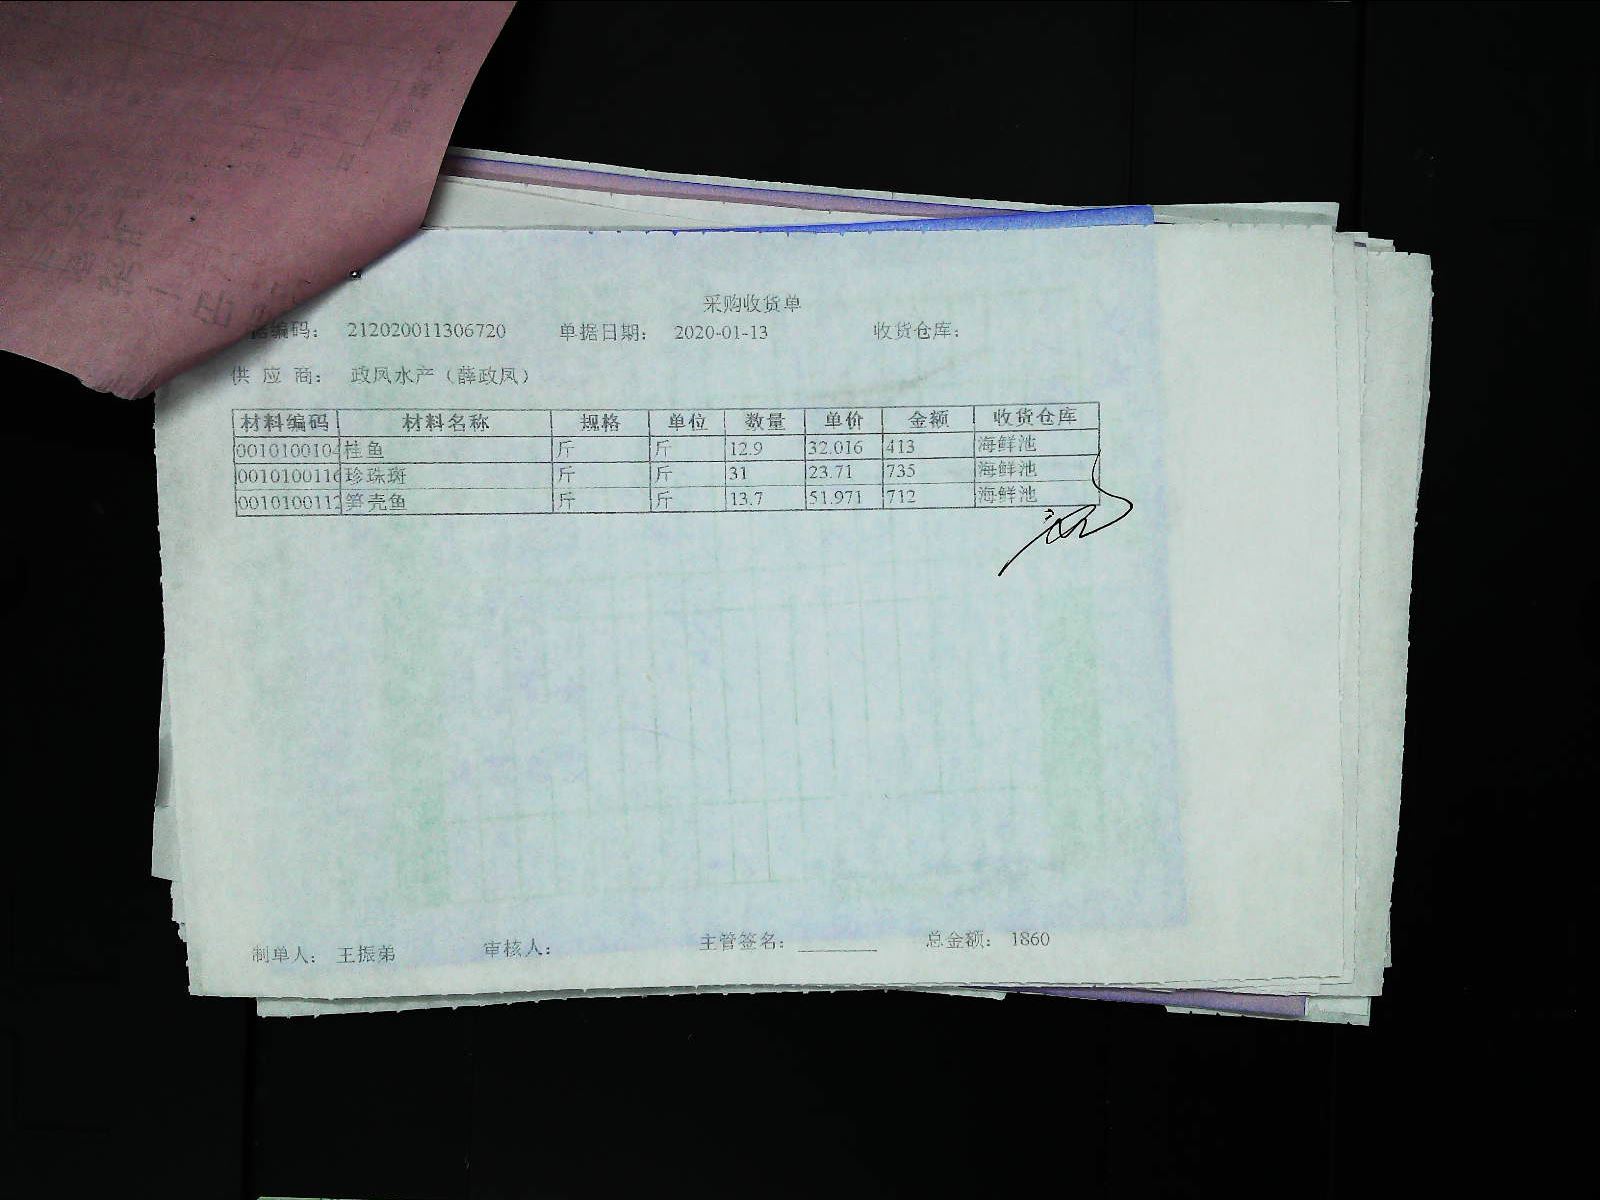 采购收货单
编码: 212020011306720 单据日期: 2020-01-13 收货仓库:
供应商: 政凤水产(薛政凤)
材料编码 材料名称 规格 单位 数量 单价 金额 收货仓库
0010100104 桂鱼 斤 斤 12.9 32.016 413 海鲜池
0010100116 珍珠斑 斤 斤 31 23.71 735 海鲜池
0010100112 笋壳鱼 斤 斤 13.7 51.971 712 海鲜池
制单人: 王振弟 审核人: 主管签名: 总金额: 1860